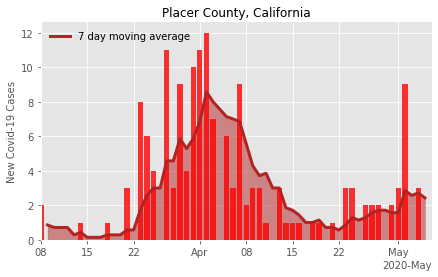 Placer County, California
7 day moving average
New Covid-19 Cases
12
10
8
6
4
2
0
08 15 22 Apr 08 15 22 May
2020-May